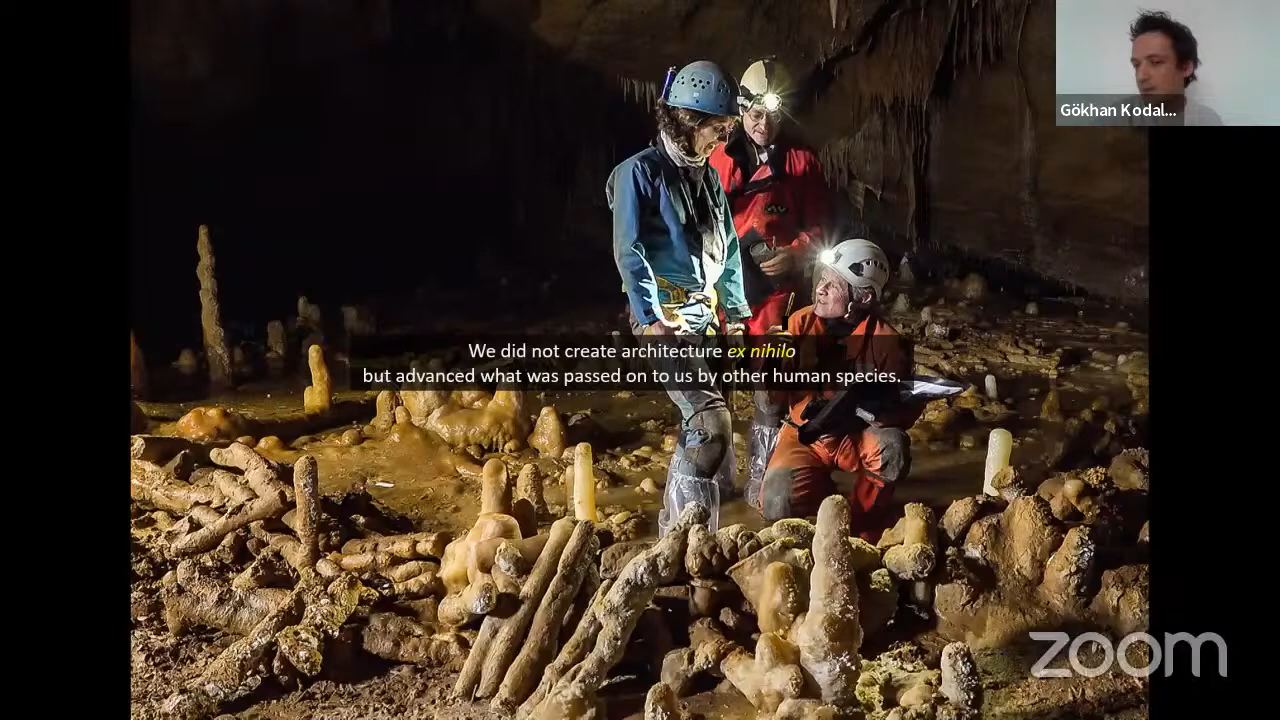 Gökhan Kodal...
We did not create architecture ex nihilo
but advanced what was passed on to us by other human species.
zoom